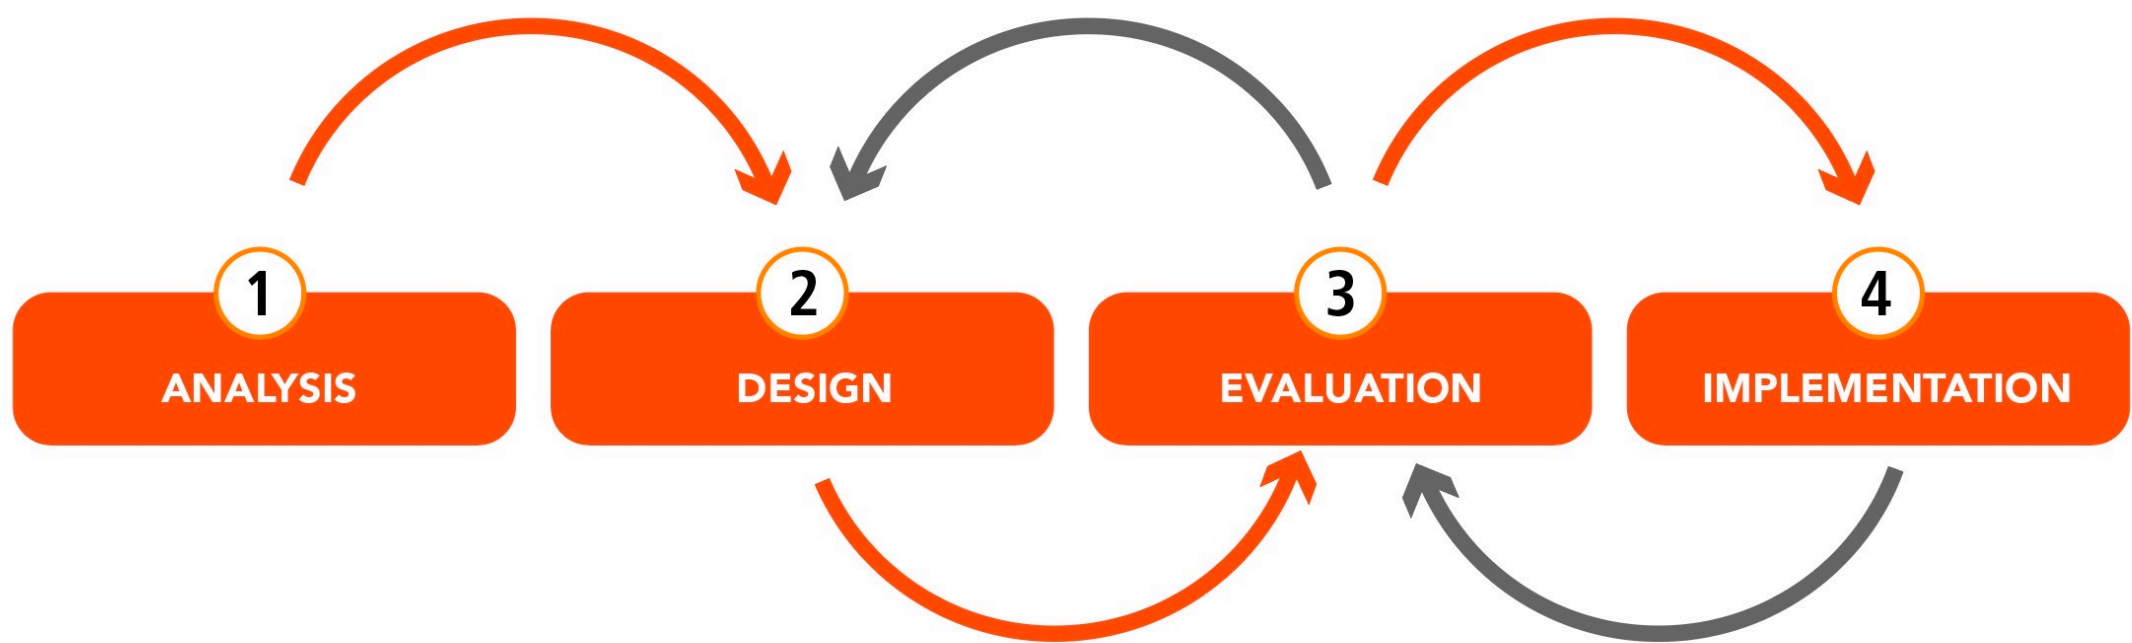 1
ANALYSIS
2
DESIGN
3
EVALUATION
4
IMPLEMENTATION